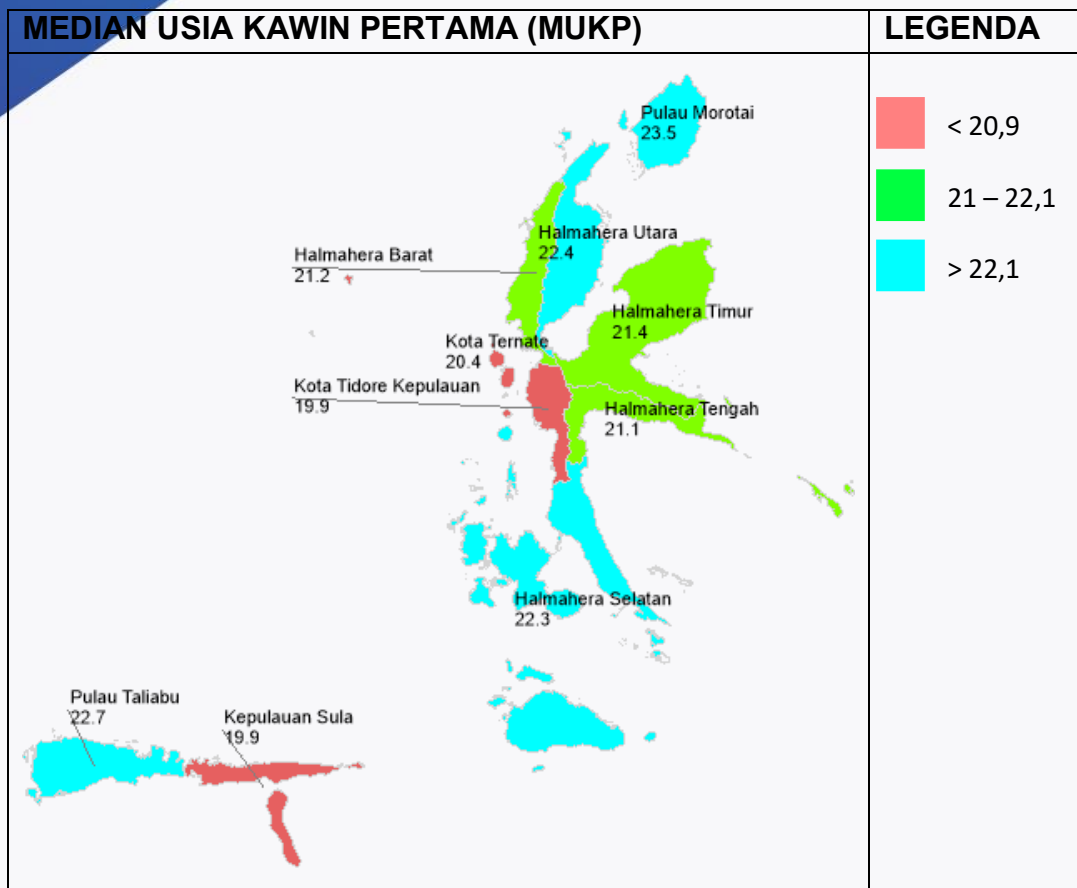 MEDIAN USIA KAWIN PERTAMA (MUKP)
LEGENDA
< 20,9
21 – 22,1
> 22,1
Pulau Morotai
23.5
Halmahera Utara
22.4
Halmahera Barat
21.2
Halmahera Timur
21.4
Kota Ternate
20.4
Kota Tidore Kepulauan
19.9
Halmahera Tengah
21.1
Halmahera Selatan
22.3
Pulau Taliabu
22.7
Kepulauan Sula
19.9